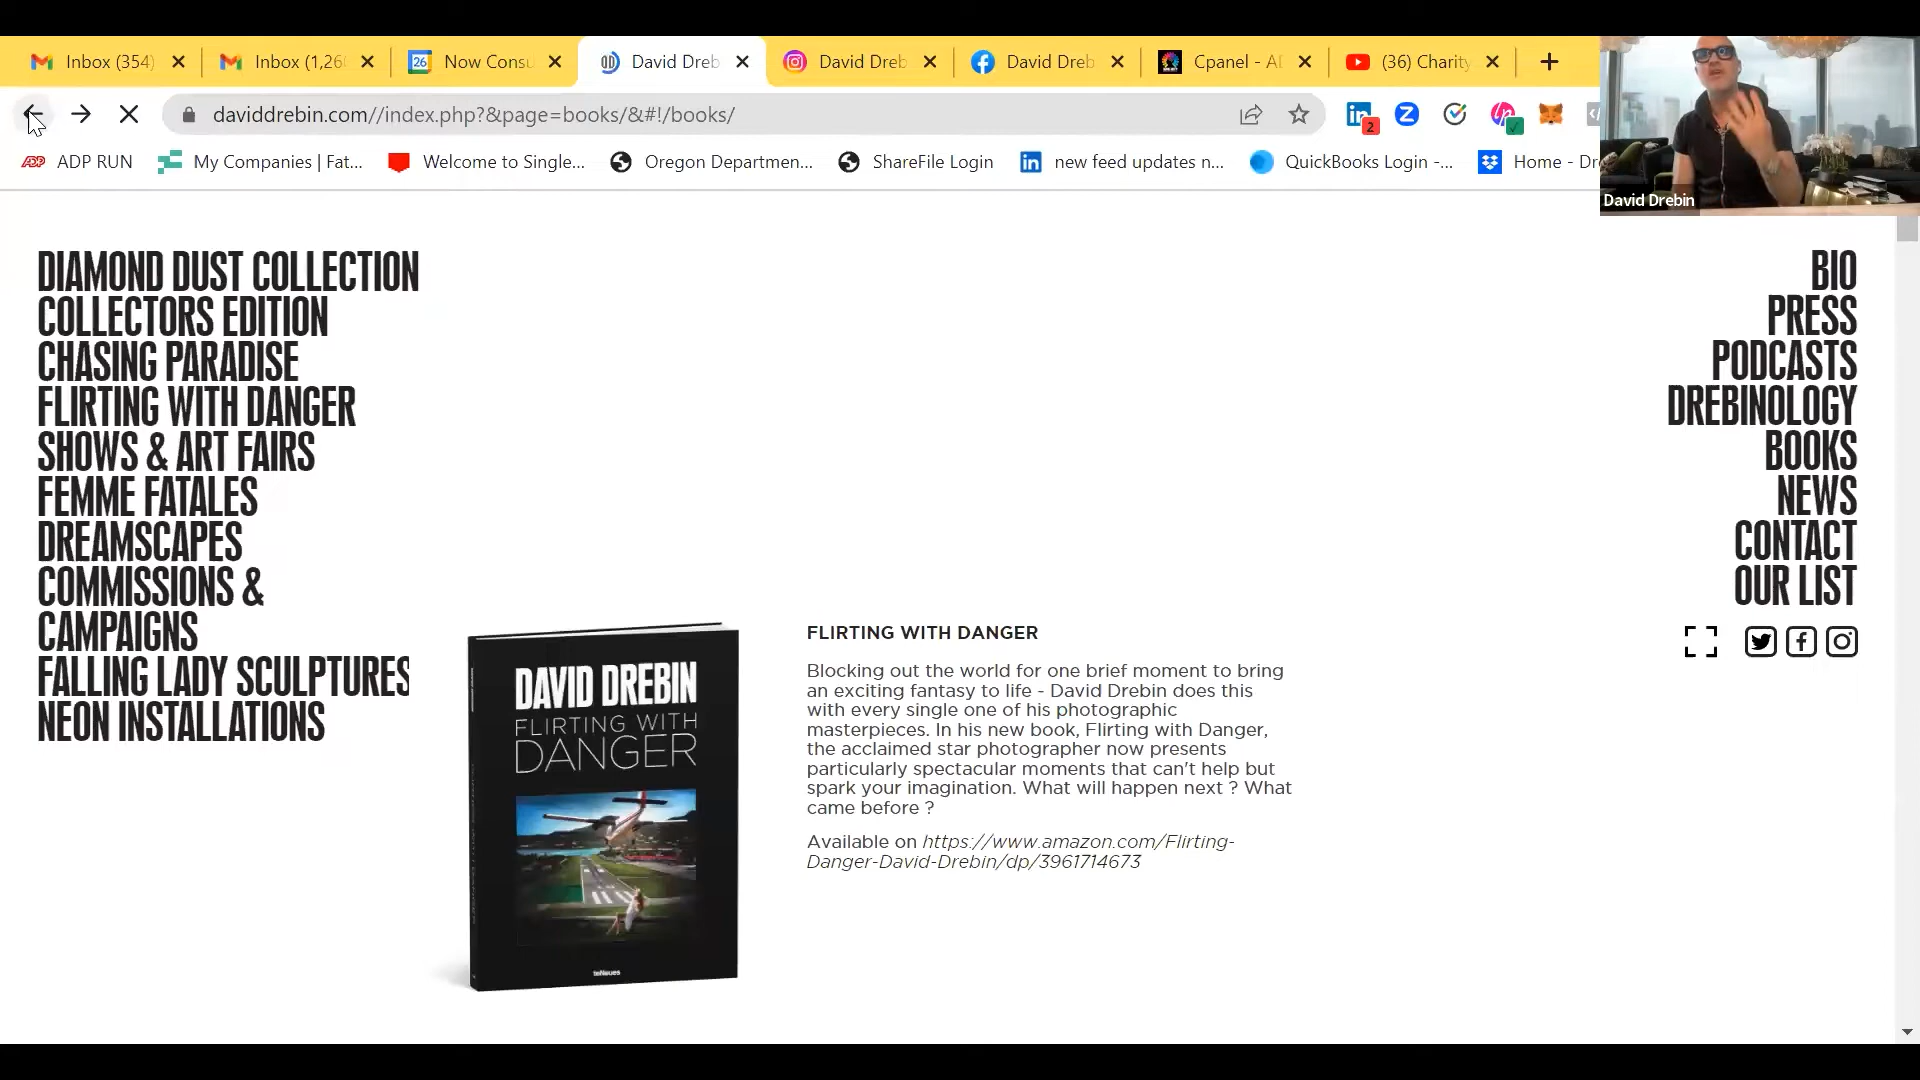 Inbox (354)
Inbox (1,26
Now Consu
David Dreb
David Dreb
David Dreb
Cpanel - A
(36) Charity
daviddrebin.com//index.php?&page=books/&#!/books/
2
ADP RUN
My Companies | Fat...
Welcome to Single...
Oregon Departmen...
ShareFile Login
new feed updates n...
QuickBooks Login -...
Home - Dr
David Drebin
DIAMOND DUST COLLECTION
COLLECTORS EDITION
CHASING PARADISE
FLIRTING WITH DANGER
SHOWS & ART FAIRS
FEMME FATALES
DREAMSCAPES
COMMISSIONS &
CAMPAIGNS
FALLING LADY SCULPTURES
NEON INSTALLATIONS
BIO
PRESS
PODCASTS
DREBINOLOGY
BOOKS
NEWS
CONTACT
OUR LIST
DAVID DREBIN
FLIRTING WITH
DANGER
teNeues
FLIRTING WITH DANGER
Blocking out the world for one brief moment to bring
an exciting fantasy to life - David Drebin does this
with every single one of his photographic
masterpieces. In his new book, Flirting with Danger,
the acclaimed star photographer now presents
particularly spectacular moments that can't help but
spark your imagination. What will happen next ? What
came before ?
Available on https://www.amazon.com/Flirting-
Danger-David-Drebin/dp/3961714673